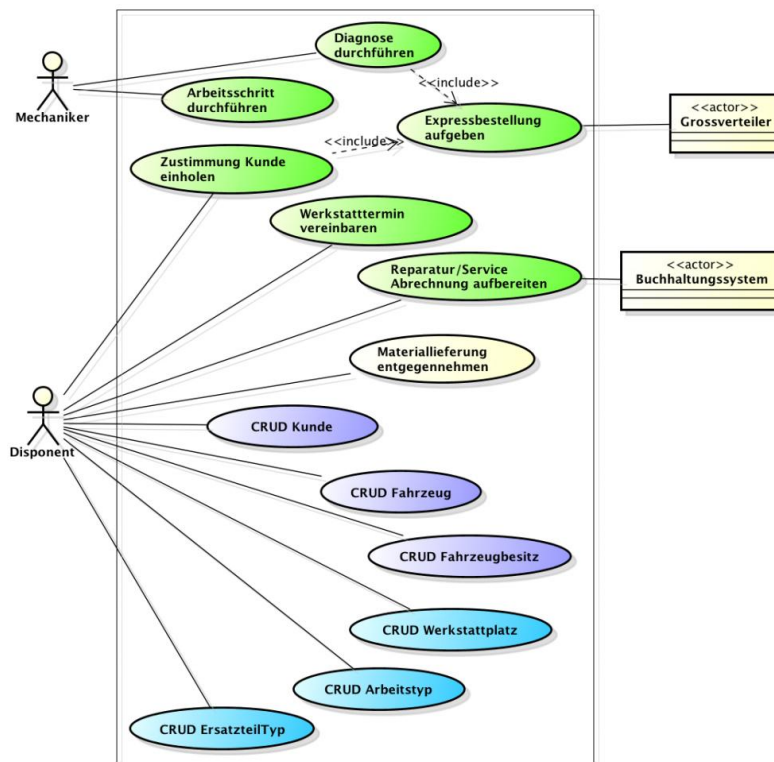 Diagnose
durchführen
<<include>>
Mechaniker
Arbeitsschritt
durchführen
Expressbestellung
aufgeben
<<actor>>
Grossverteiler
<<include>>
Zustimmung Kunde
einholen
Werkstatttermin
vereinbaren
Reparatur/Service
Abrechnung aufbereiten
<<actor>>
Buchhaltungssystem
Materiallieferung
entgegennehmen
Disponent
CRUD Kunde
CRUD Fahrzeug
CRUD Fahrzeugbesitz
CRUD Werkstattplatz
CRUD Arbeitstyp
CRUD ErsatzteilTyp